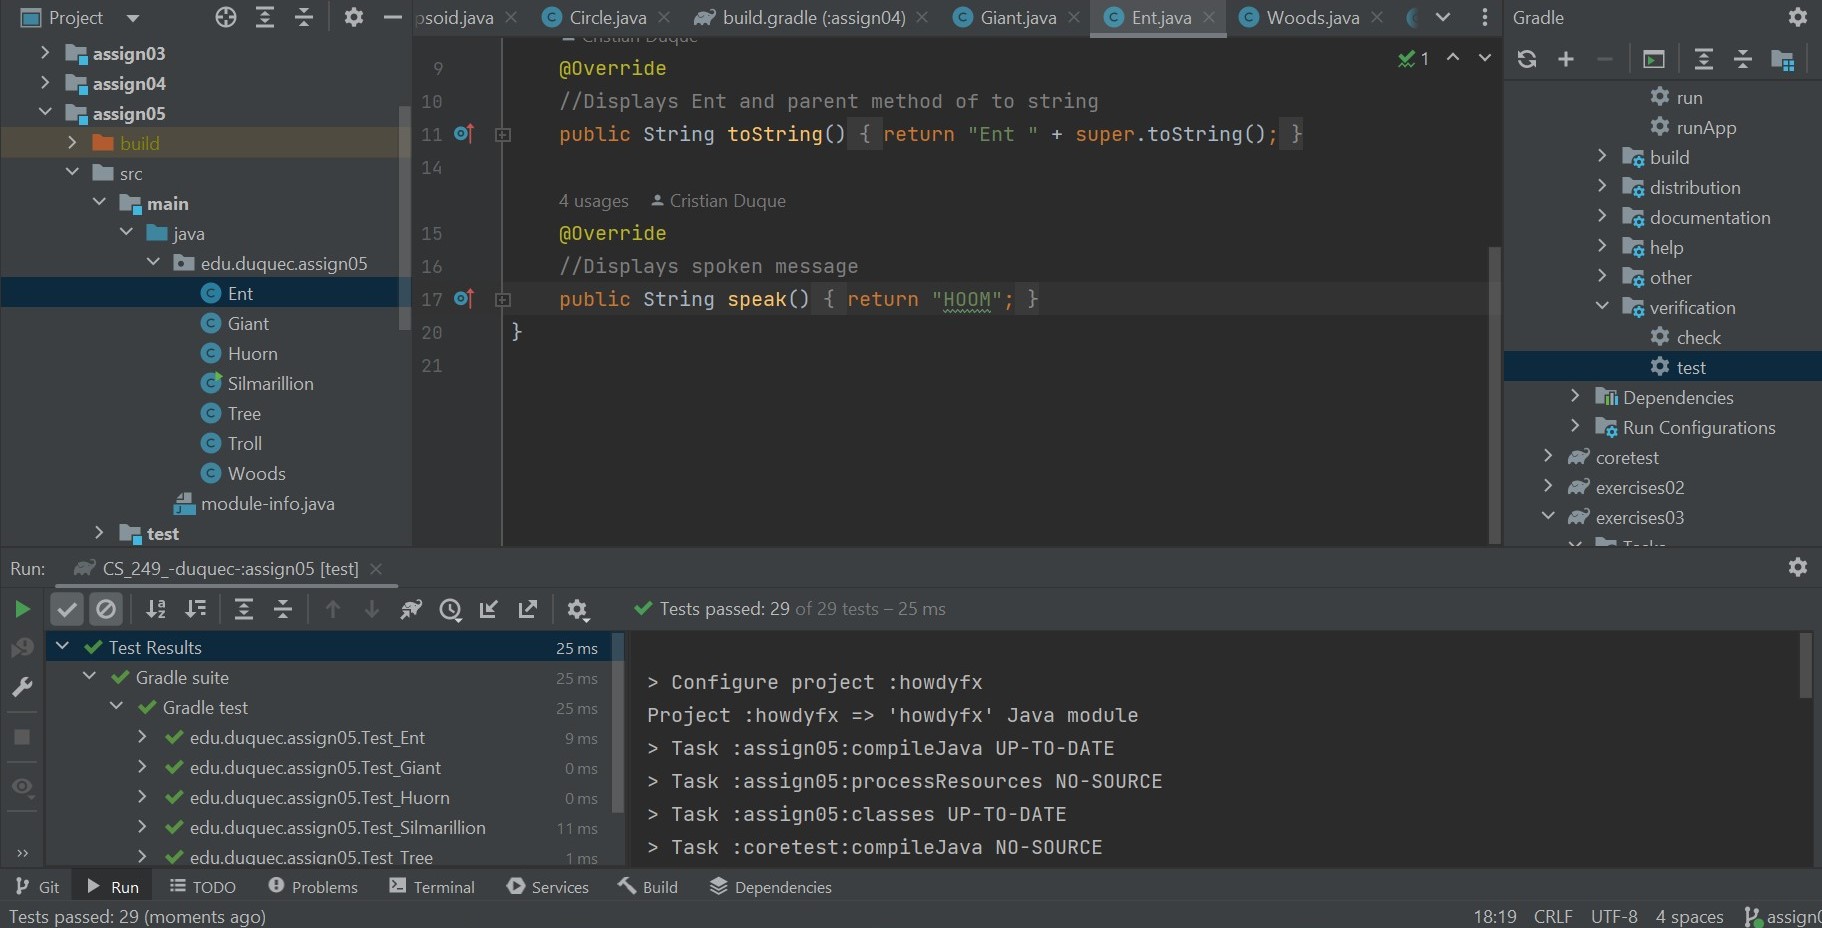 Project
psoid.java Circle.java build.gradle (:assign04) Giant.java Ent.java Woods.java
Gradle
assign03
assign04
assign05
build
src
main
java
edu.duquec.assign05
Ent
Giant
Huorn
Silmarillion
Tree
Troll
Woods
module-info.java
test
Cristian Duque
9 @Override
10 //Displays Ent and parent method of to string
11 public String toString() { return "Ent " + super.toString(); }
14
4 usages Cristian Duque
15 @Override
16 //Displays spoken message
17 public String speak() { return "HOOM"; }
20 }
21
1
run
runApp
build
distribution
documentation
help
other
verification
check
test
Dependencies
Run Configurations
coretest
exercises02
exercises03
Tasks
Run: CS_249_-duquec-:assign05 [test]
Tests passed: 29 of 29 tests – 25 ms
Test Results 25 ms
Gradle suite 25 ms
Gradle test 25 ms
edu.duquec.assign05.Test_Ent 9 ms
edu.duquec.assign05.Test_Giant 0 ms
edu.duquec.assign05.Test_Huorn 0 ms
edu.duquec.assign05.Test_Silmarillion 11 ms
edu.duquec.assign05.Test_Tree 1 ms
> Configure project :howdyfx
Project :howdyfx => 'howdyfx' Java module
> Task :assign05:compileJava UP-TO-DATE
> Task :assign05:processResources NO-SOURCE
> Task :assign05:classes UP-TO-DATE
> Task :coretest:compileJava NO-SOURCE
Git Run TODO Problems Terminal Services Build Dependencies
Tests passed: 29 (moments ago)
18:19 CRLF UTF-8 4 spaces assign0